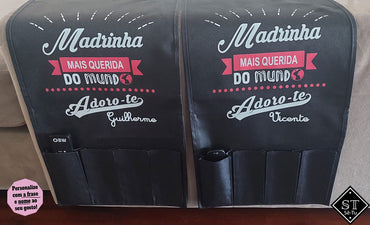 Madrinha
MAIS QUERIDA
DO MUNDO
Adoro-te
Guilherme
Madrinha
MAIS QUERIDA
DO MUNDO
Adoro-te
Vicente
Personalize
com a frase
e nome ao
seu gosto!
ST